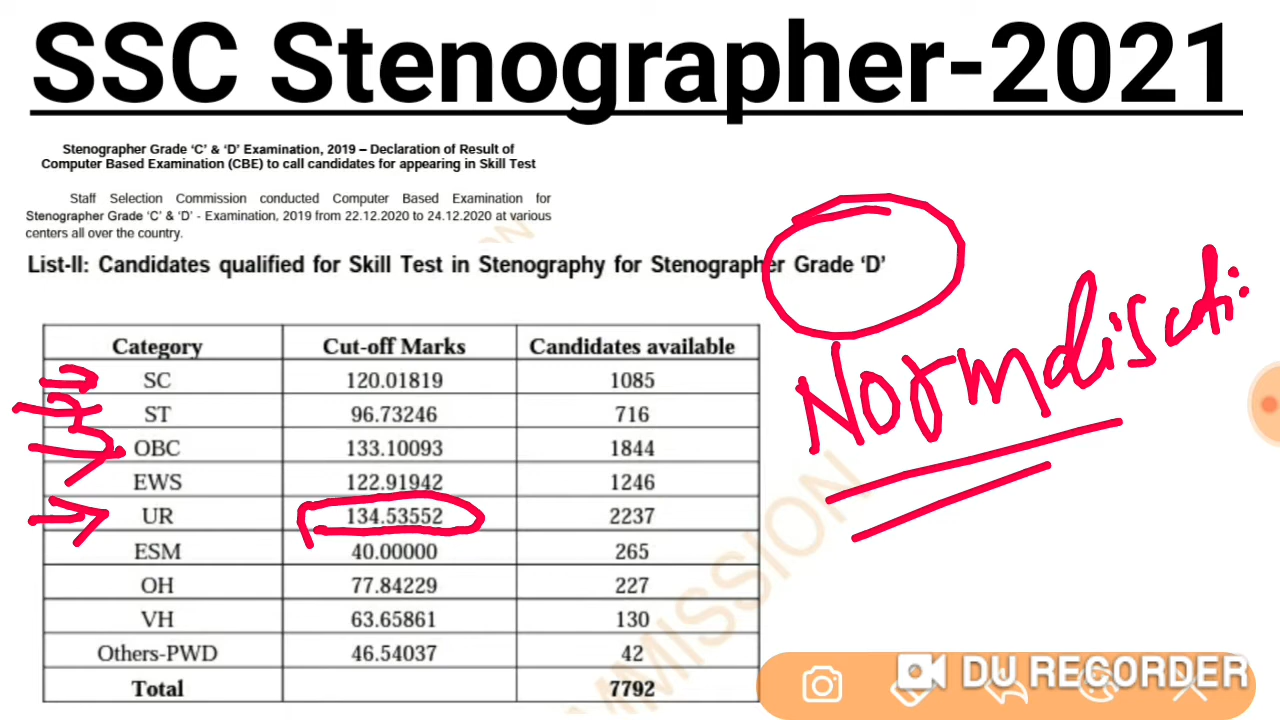 SSC Stenographer-2021
Stenographer Grade ‘C’ & ‘D’ Examination, 2019 – Declaration of Result of
Computer Based Examination (CBE) to call candidates for appearing in Skill Test
Staff Selection Commission conducted Computer Based Examination for
Stenographer Grade ‘C’ & ‘D’ - Examination, 2019 from 22.12.2020 to 24.12.2020 at various
centers all over the country.
List-II: Candidates qualified for Skill Test in Stenography for Stenographer Grade ‘D’
Category Cut-off Marks Candidates available
SC 120.01819 1085
ST 96.73246 716
OBC 133.10093 1844
EWS 122.91942 1246
UR 134.53552 2237
ESM 40.00000 265
OH 77.84229 227
VH 63.65861 130
Others-PWD 46.54037 42
Total 7792
MMISSION
DU RECORDER